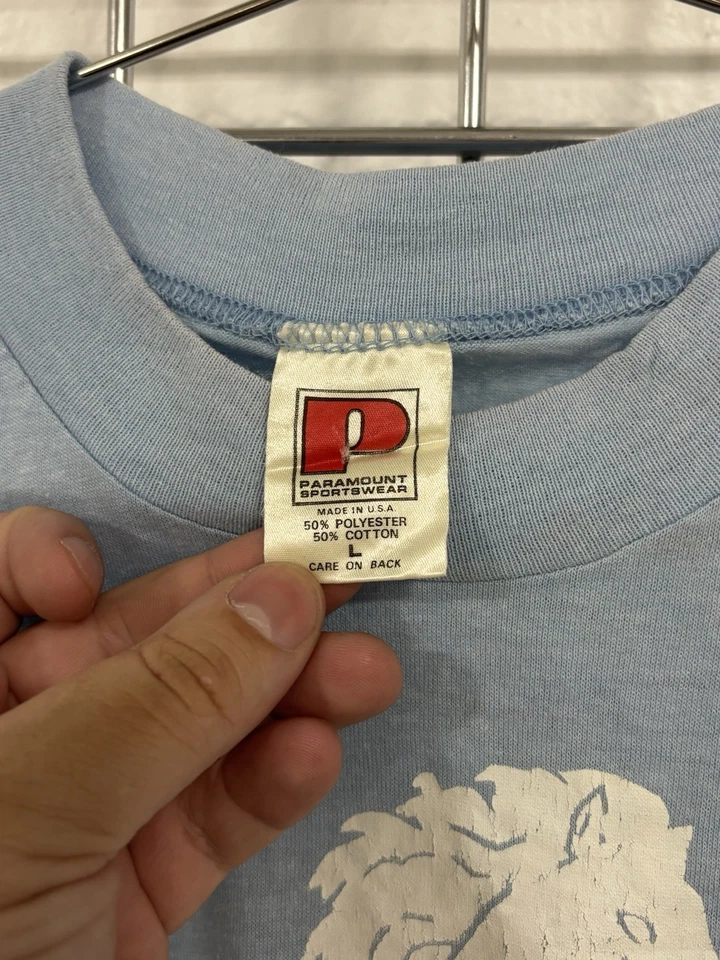 P
PARAMOUNT
SPORTSWEAR
MADE IN U.S.A.
50% POLYESTER
50% COTTON
L
CARE ON BACK